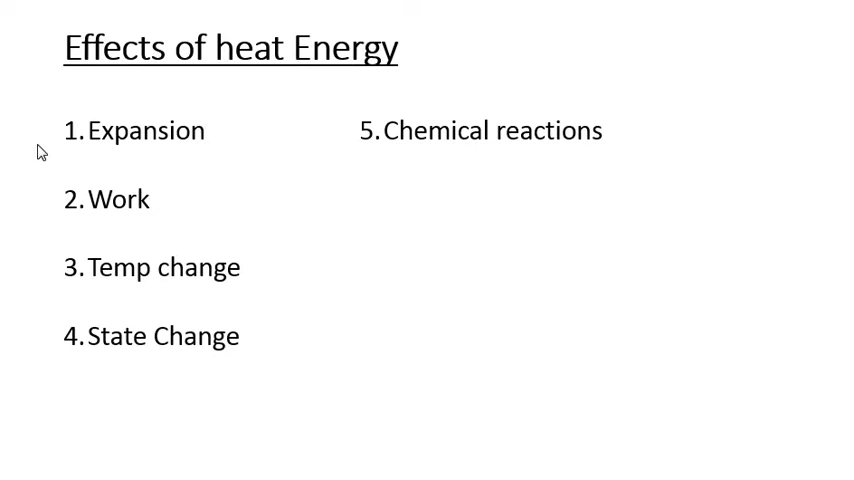 Effects of heat Energy
1. Expansion
2. Work
3. Temp change
4. State Change
5. Chemical reactions